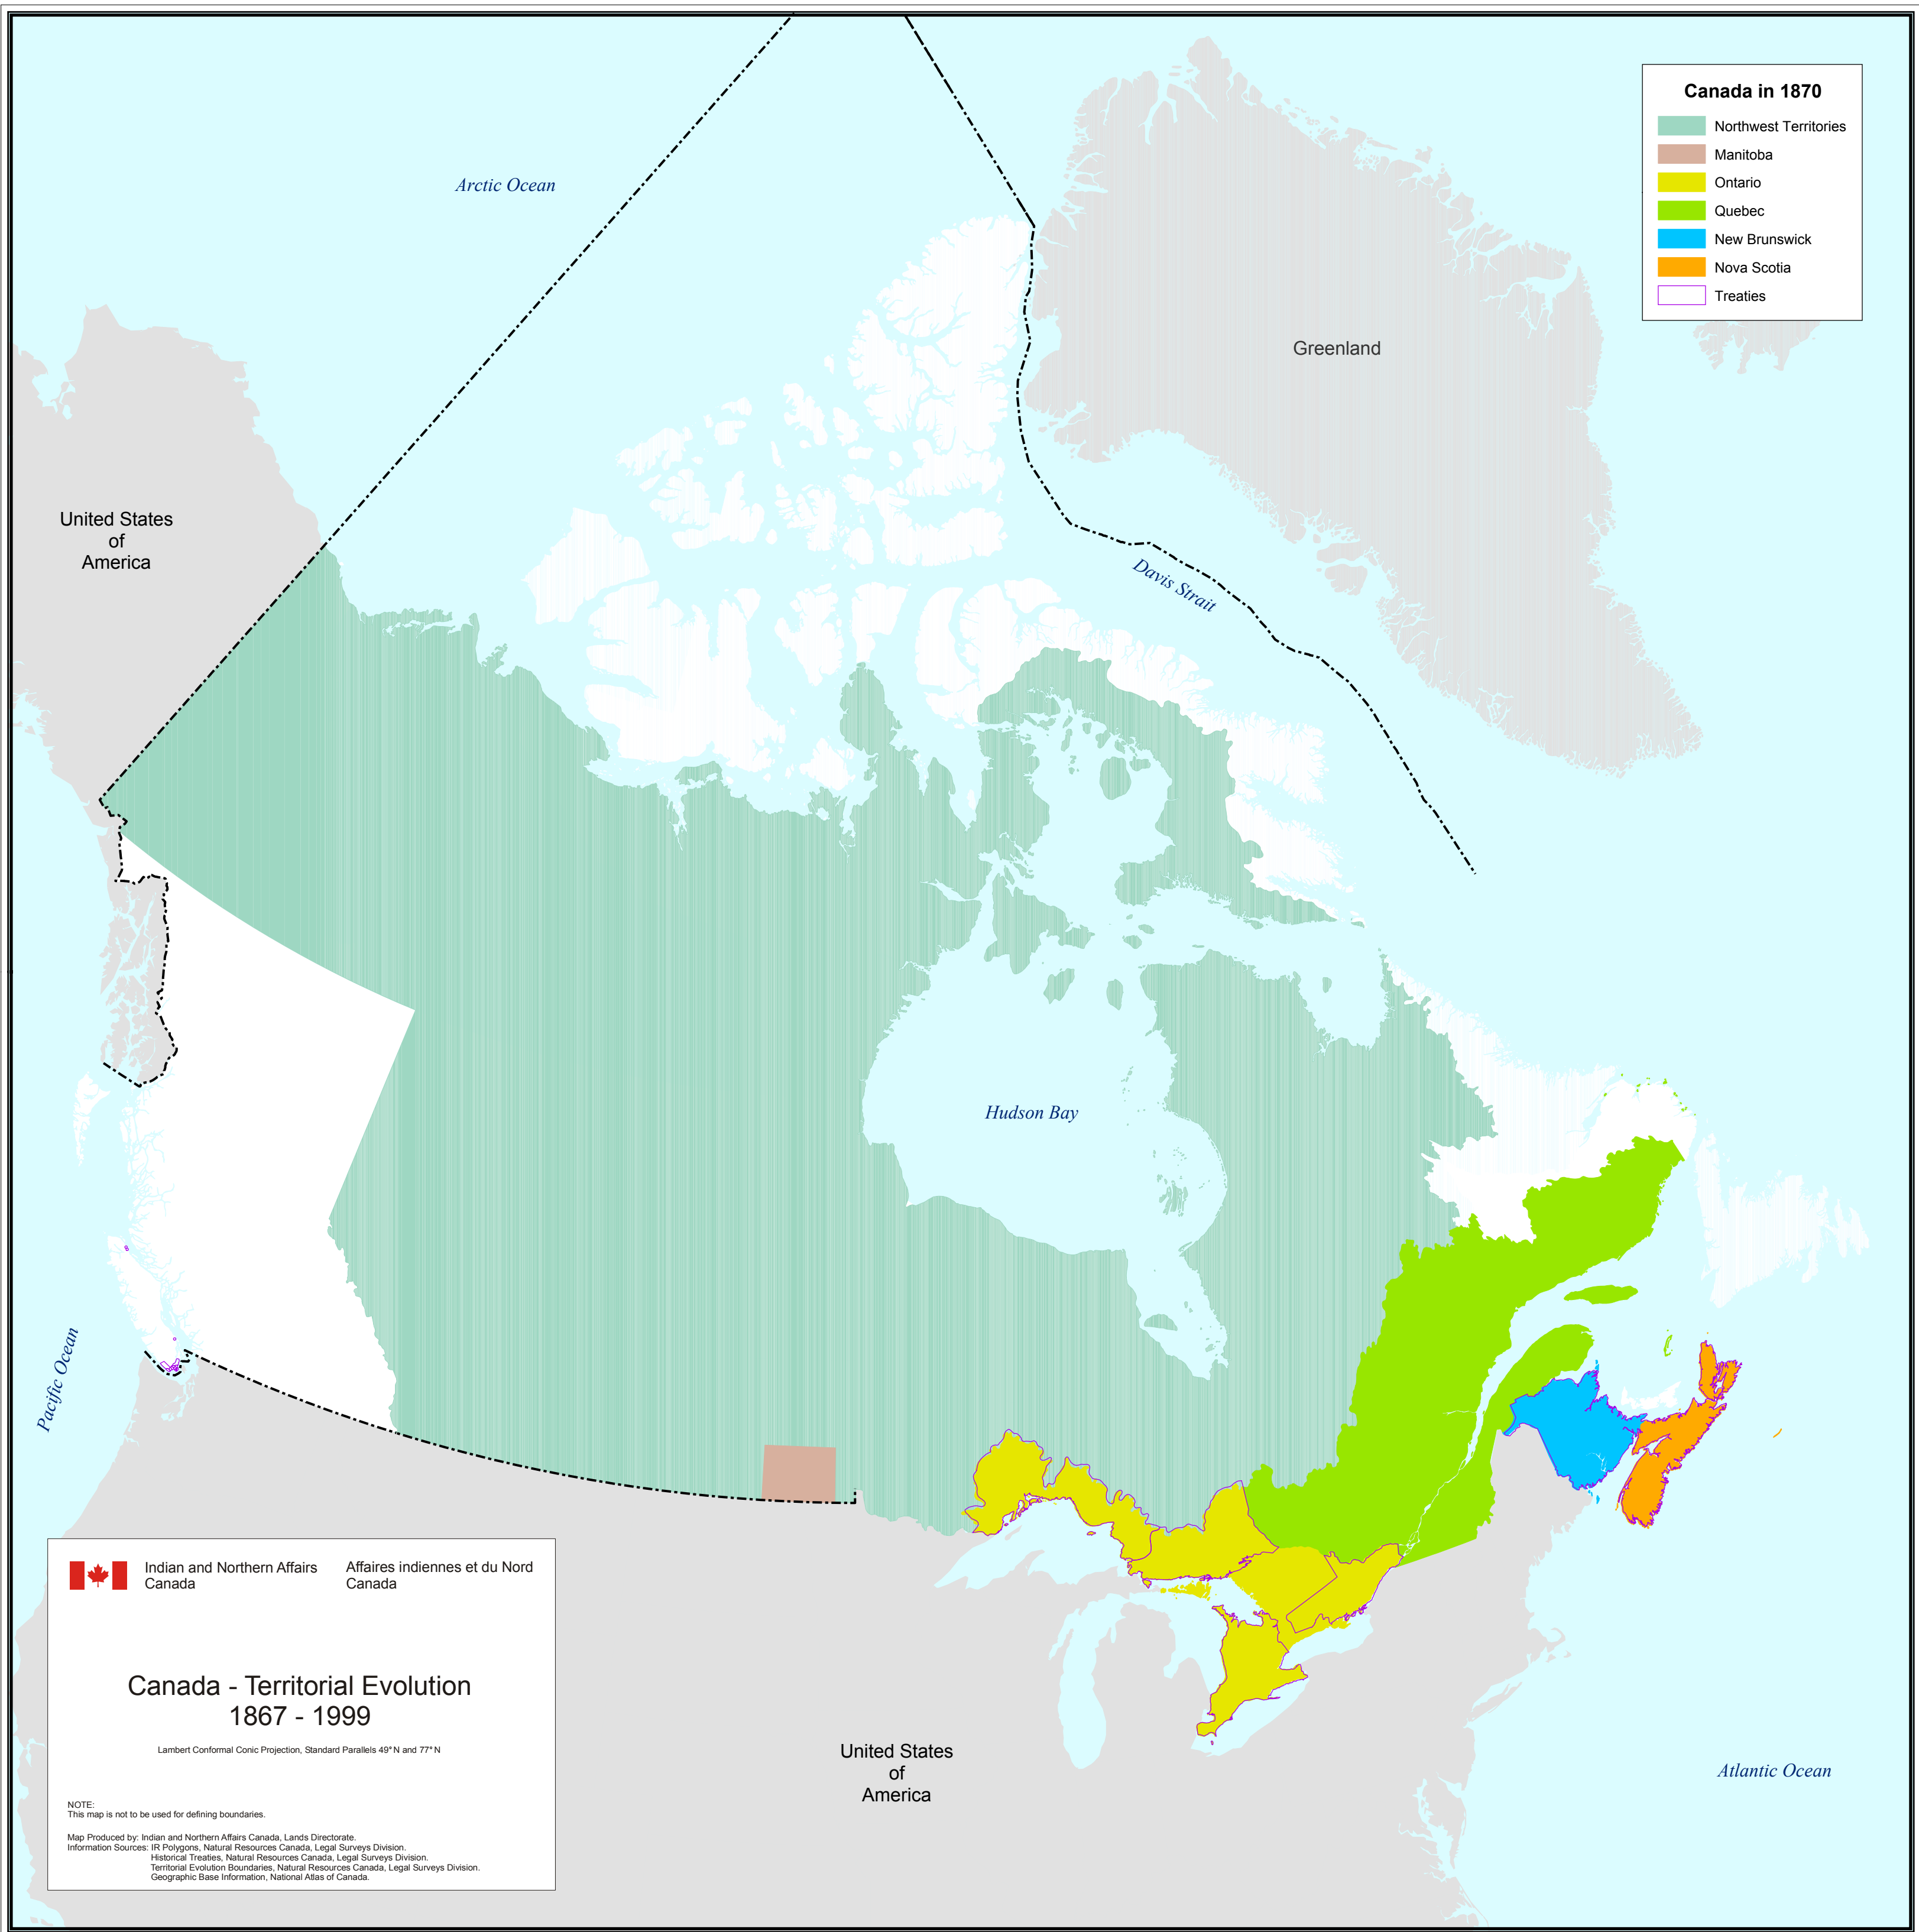 Canada in 1870
Northwest Territories
Manitoba
Ontario
Quebec
New Brunswick
Nova Scotia
Treaties
Arctic Ocean
Greenland
United States
of
America
Davis Strait
Hudson Bay
Pacific Ocean
Indian and Northern Affairs
Canada
Affaires indiennes et du Nord
Canada
Canada - Territorial Evolution
1867 - 1999
Lambert Conformal Conic Projection, Standard Parallels 49° N and 77° N
United States
of
America
Atlantic Ocean
NOTE:
This map is not to be used for defining boundaries.
Map Produced by: Indian and Northern Affairs Canada, Lands Directorate.
Information Sources: IR Polygons, Natural Resources Canada, Legal Surveys Division.
Historical Treaties, Natural Resources Canada, Legal Surveys Division.
Territorial Evolution Boundaries, Natural Resources Canada, Legal Surveys Division.
Geographic Base Information, National Atlas of Canada.